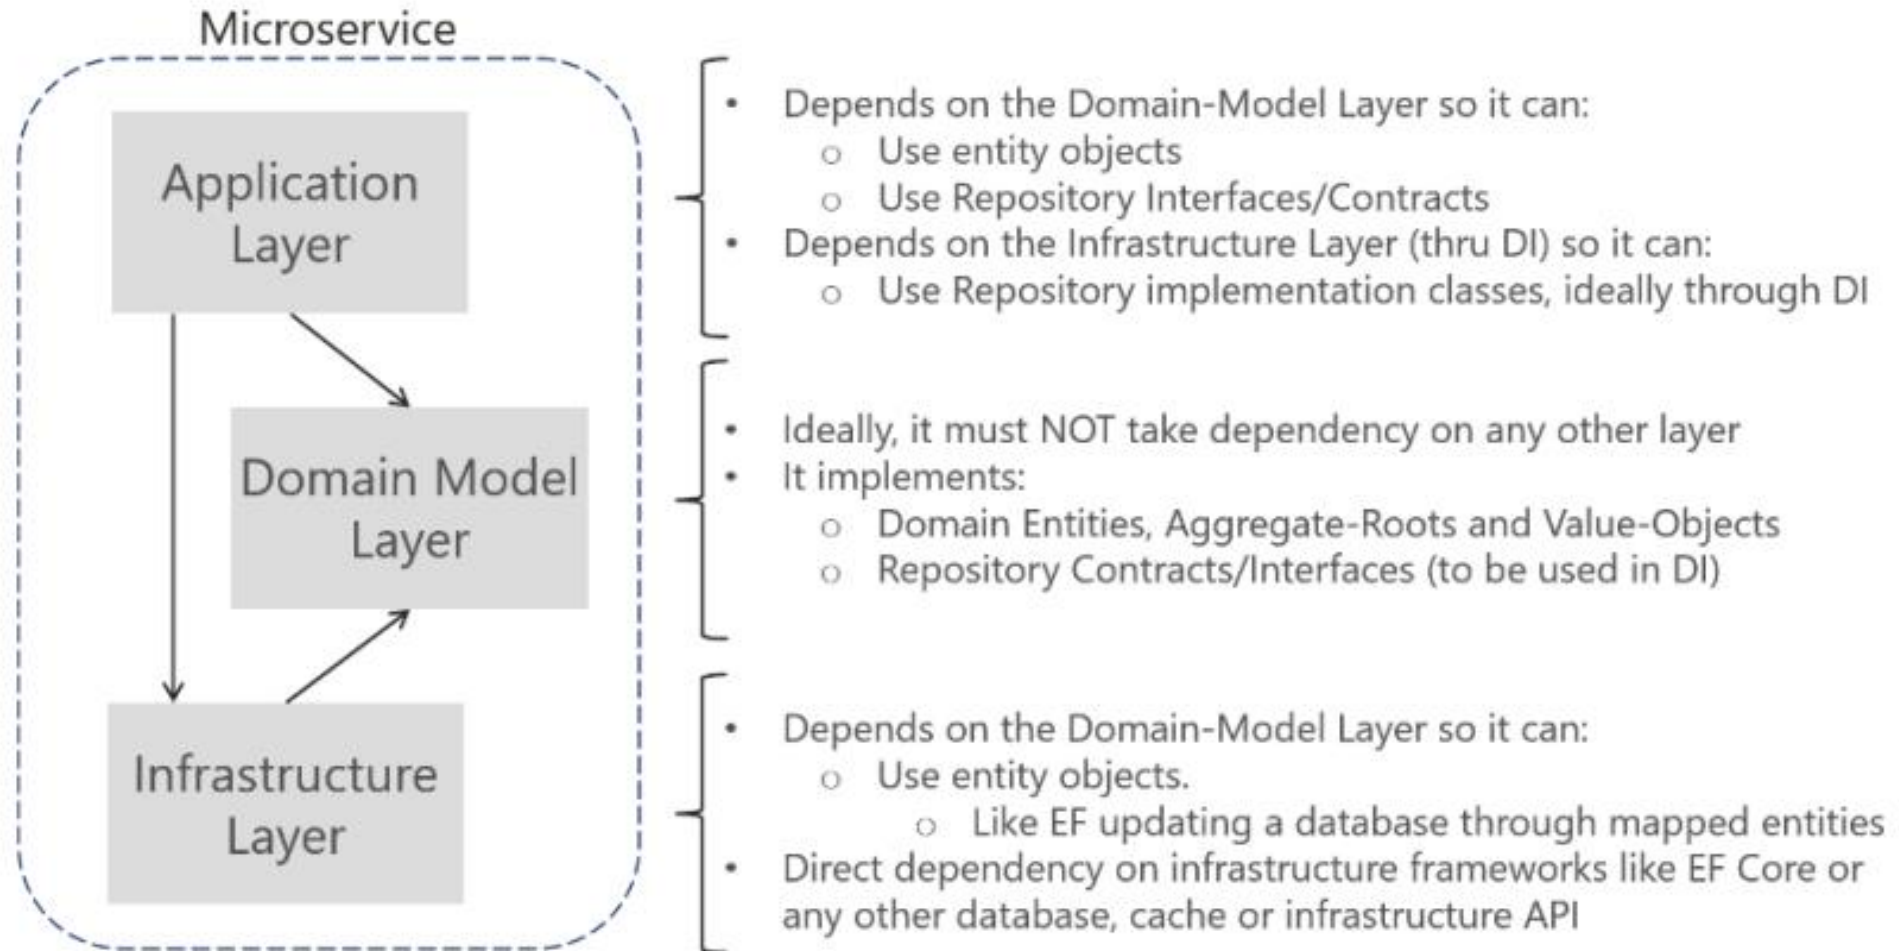 Microservice
Application
Layer
• Depends on the Domain-Model Layer so it can:
○ Use entity objects
○ Use Repository Interfaces/Contracts
• Depends on the Infrastructure Layer (thru DI) so it can:
○ Use Repository implementation classes, ideally through DI
Domain Model
Layer
• Ideally, it must NOT take dependency on any other layer
• It implements:
○ Domain Entities, Aggregate-Roots and Value-Objects
○ Repository Contracts/Interfaces (to be used in DI)
Infrastructure
Layer
• Depends on the Domain-Model Layer so it can:
○ Use entity objects.
○ Like EF updating a database through mapped entities
• Direct dependency on infrastructure frameworks like EF Core or
any other database, cache or infrastructure API